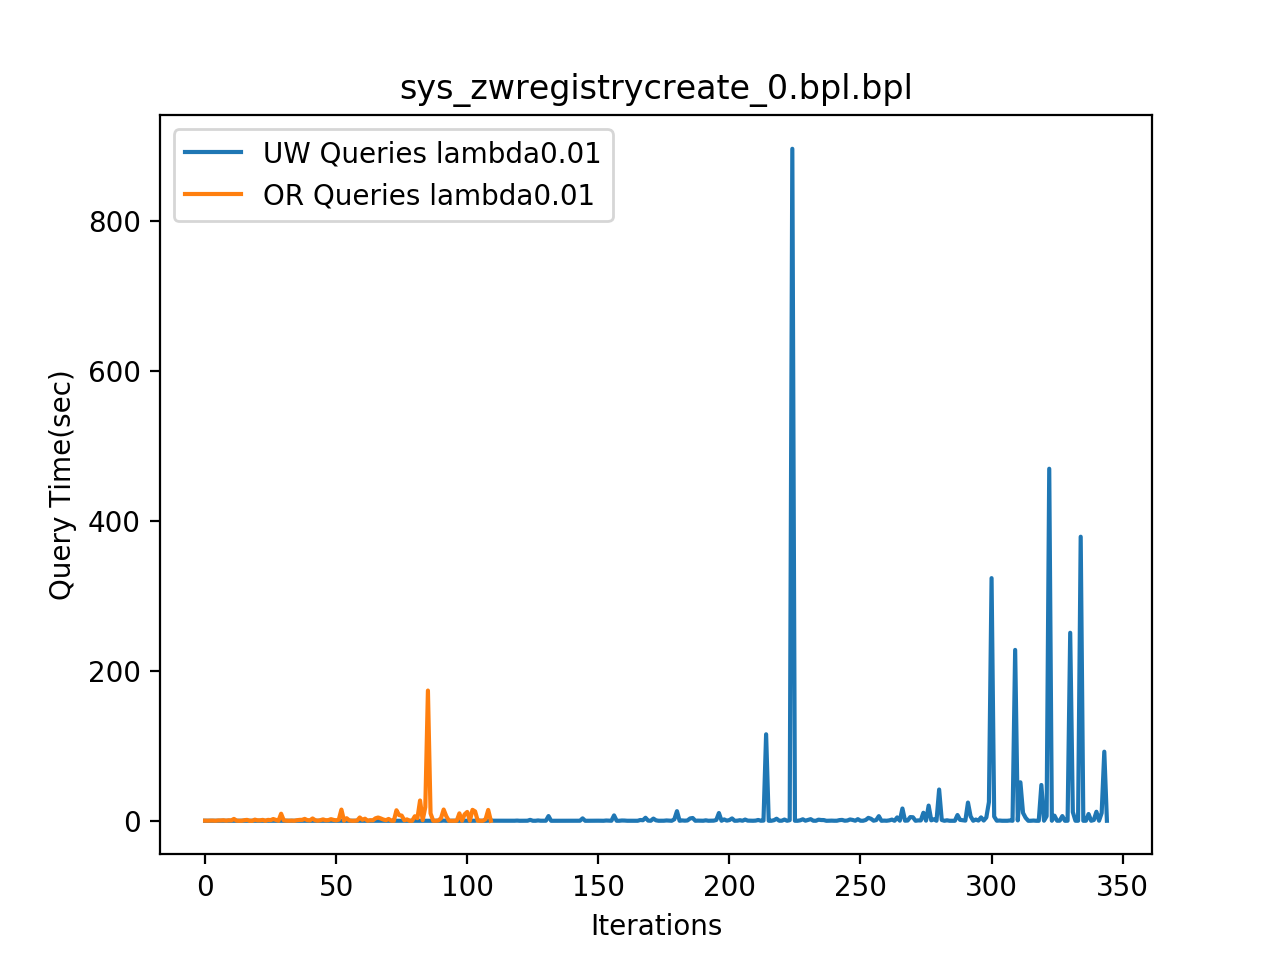 sys_zwregistrycreate_0.bpl.bpl
UW Queries lambda0.01
OR Queries lambda0.01
800
600
400
200
0
Query Time(sec)
0 50 100 150 200 250 300 350
Iterations